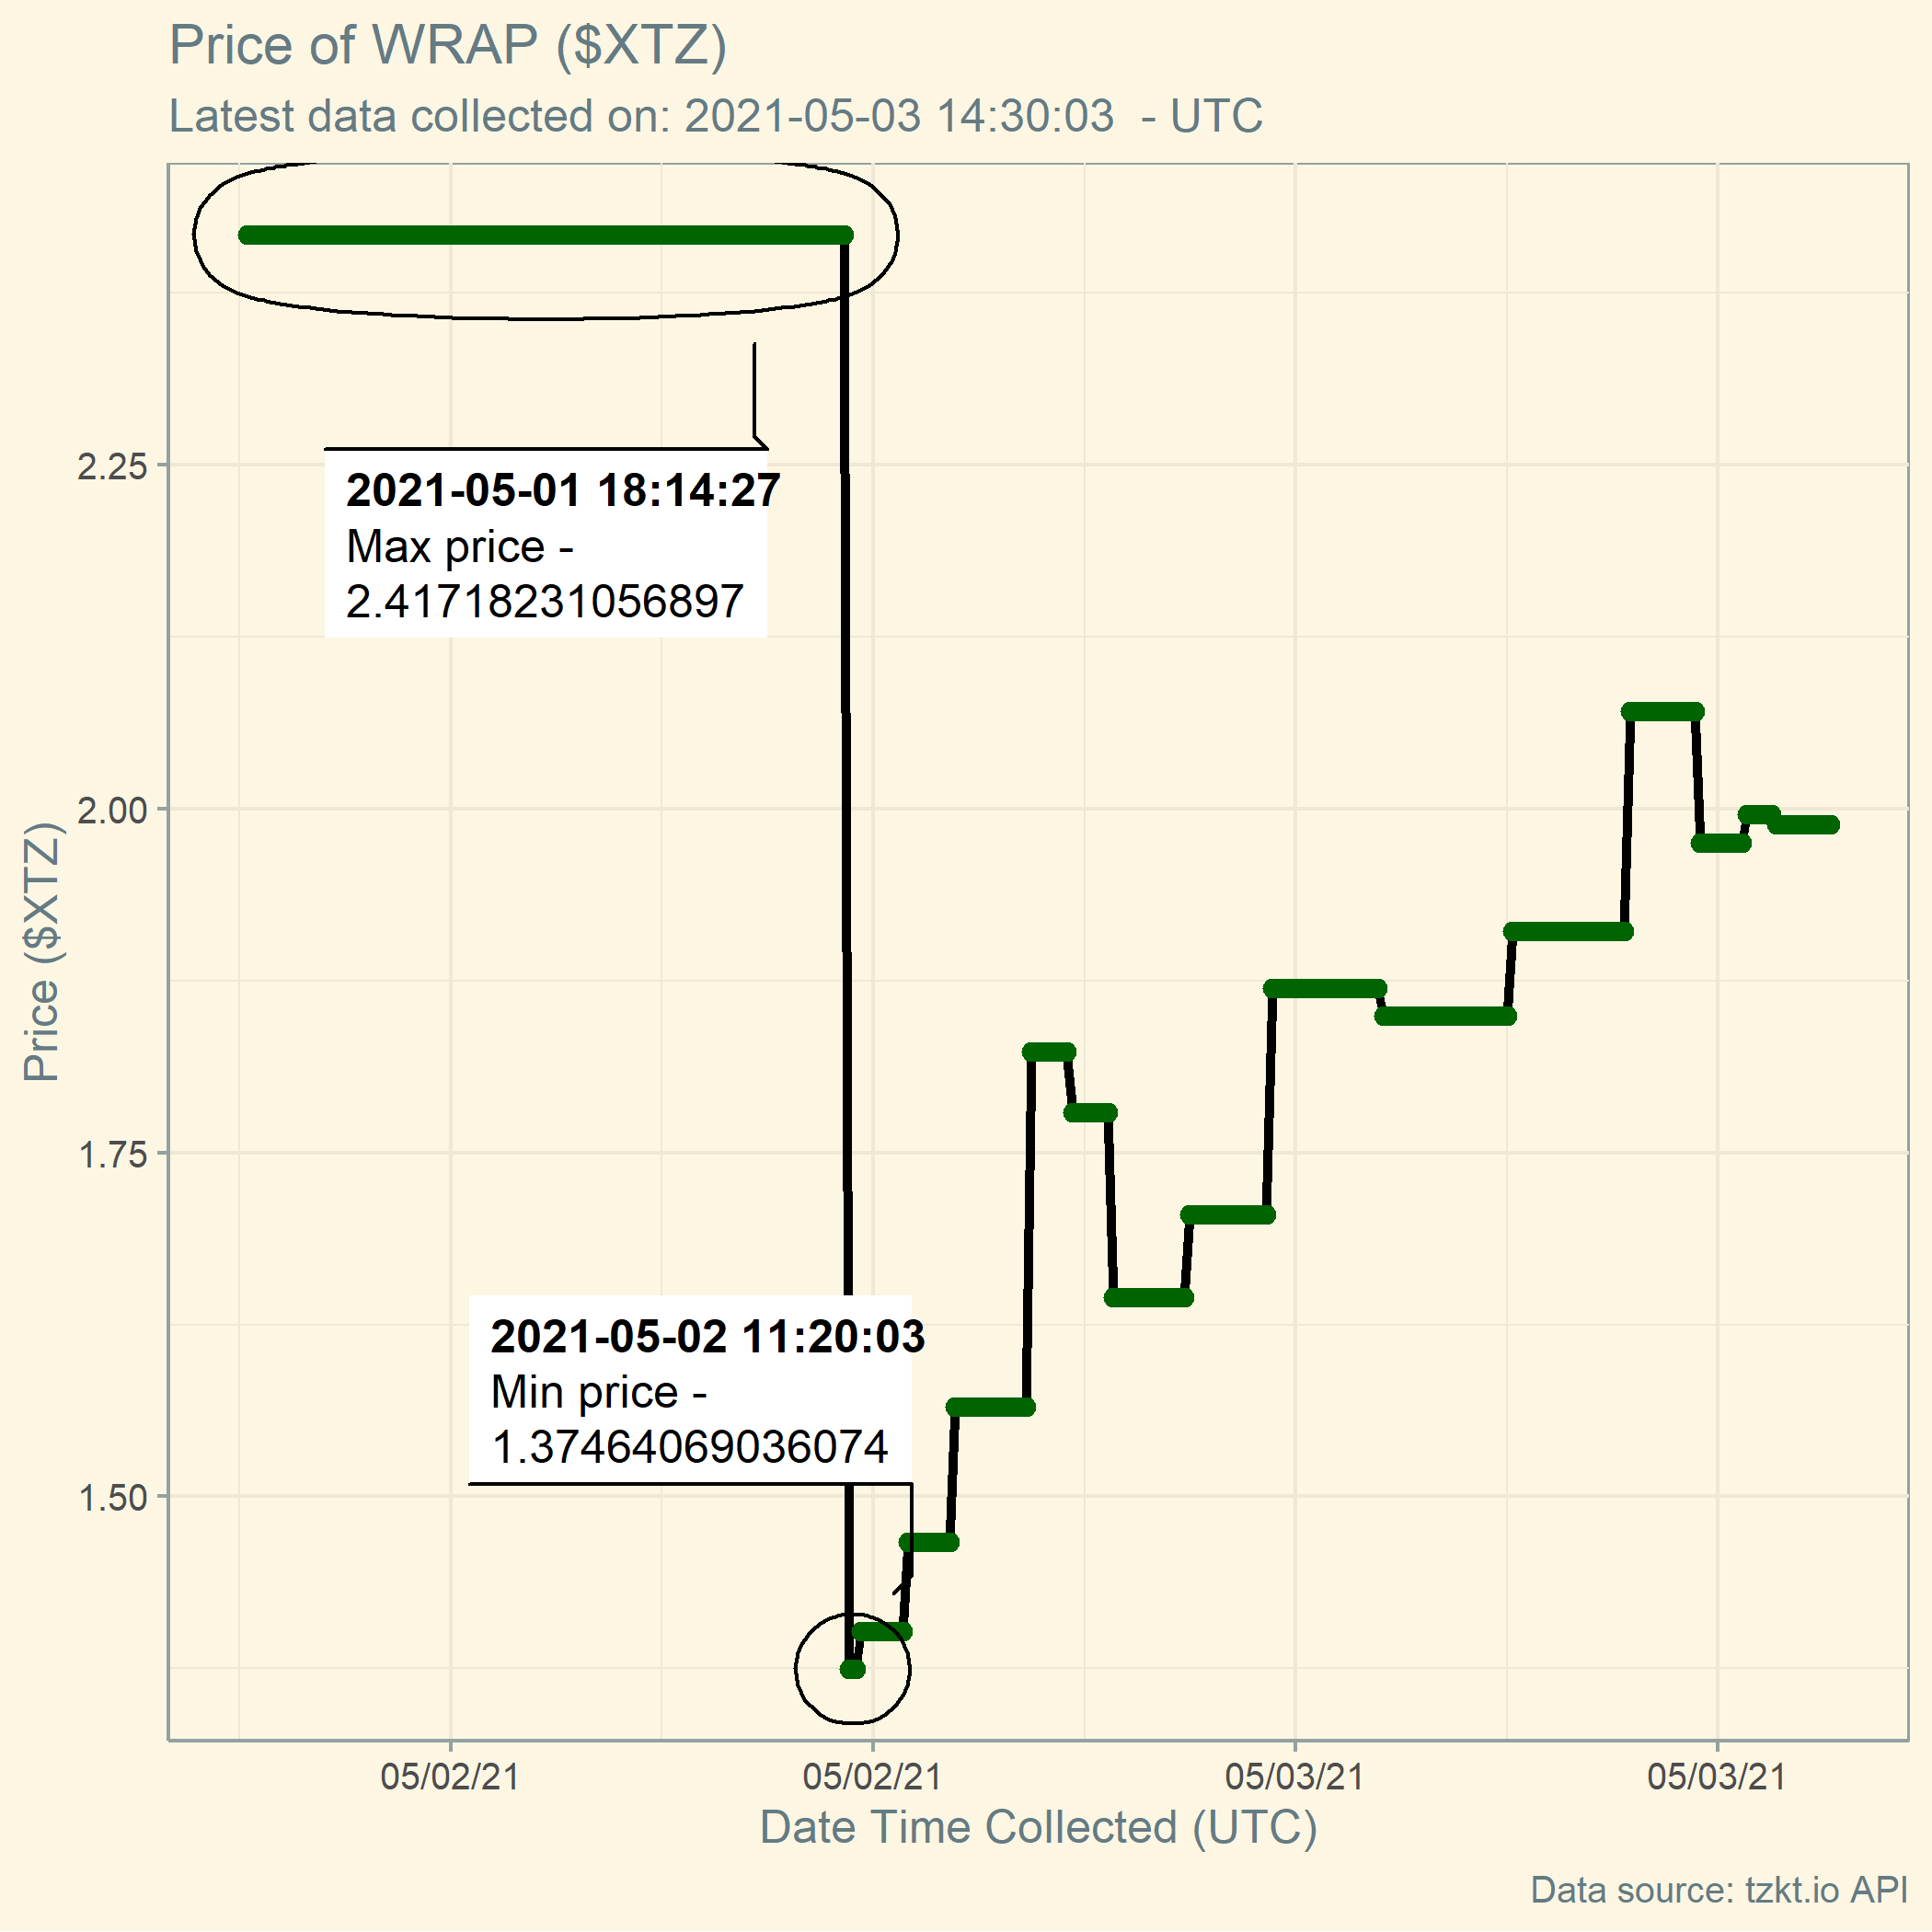 Price of WRAP ($XTZ)
Latest data collected on: 2021-05-03 14:30:03  - UTC
2021-05-01 18:14:27
Max price -
2.41718231056897
2021-05-02 11:20:03
Min price -
1.37464069036074
2.25
2.00
1.75
1.50
Price ($XTZ)
05/02/21
05/02/21
05/03/21
05/03/21
Date Time Collected (UTC)
Data source: tzkt.io API